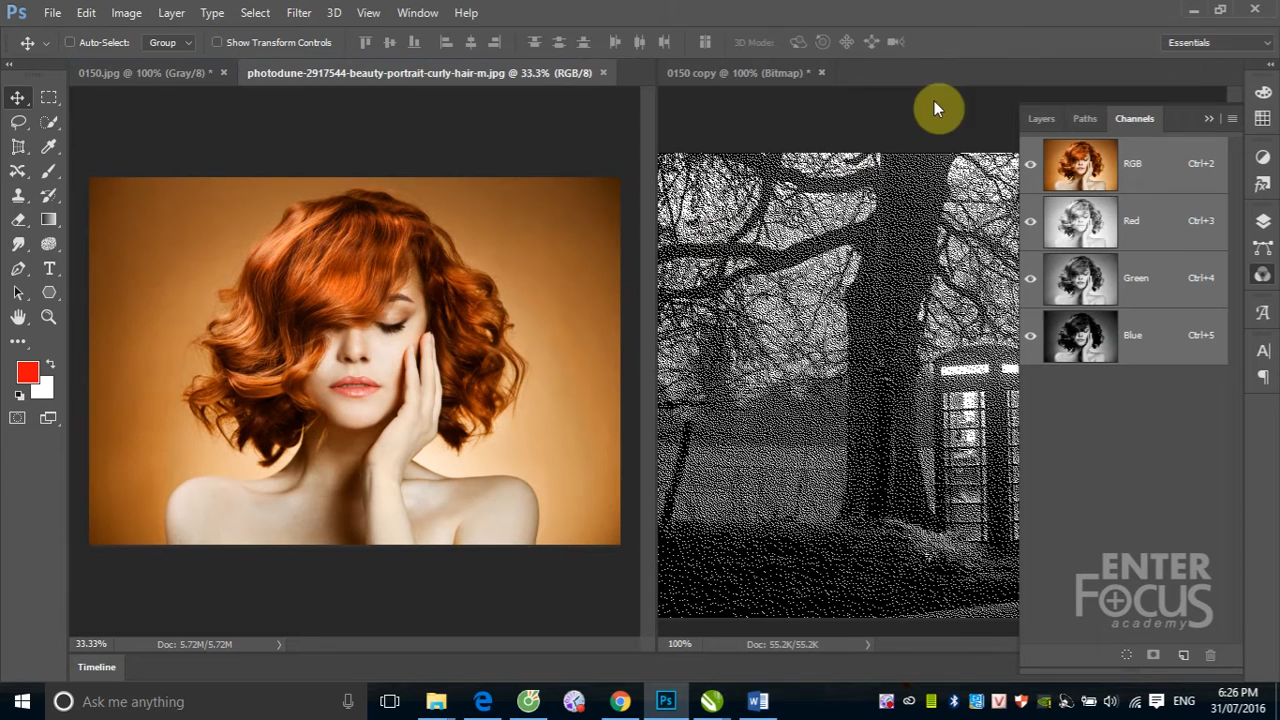 Ps File Edit Image Layer Type Select Filter 3D View Window Help
Auto-Select: Group Show Transform Controls 3D Mode: Essentials
0150.jpg @ 100% (Gray/8) * × photodune-2917544-beauty-portrait-curly-hair-m.jpg @ 33.3% (RGB/8) × 0150 copy @ 100% (Bitmap) * ×
Layers Paths Channels
RGB Ctrl+2
Red Ctrl+3
Green Ctrl+4
Blue Ctrl+5
ENTER
FOCUS
academy
33.33% Doc: 5.72M/5.72M 100% Doc: 55.2K/55.2K
Timeline
Ask me anything ENG 6:26 PM
31/07/2016